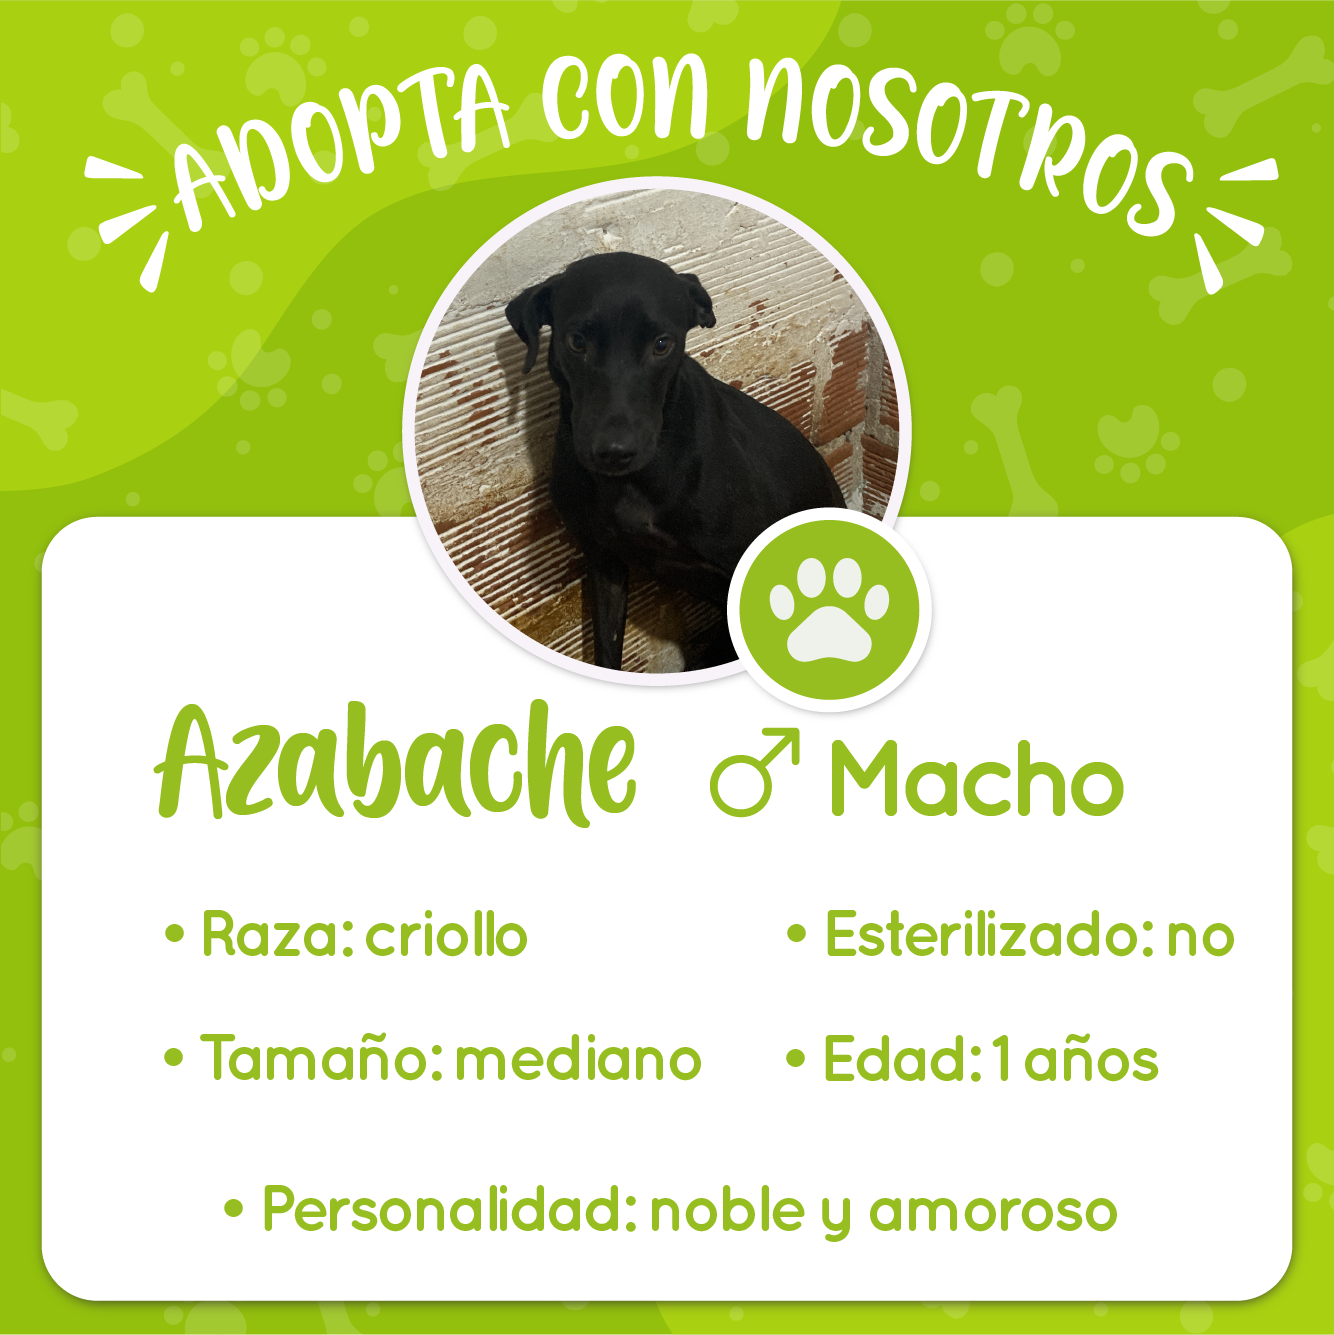 ADOPTA CON NOSOTROS
Azabache ♂ Macho
• Raza: criollo
• Esterilizado: no
• Tamaño: mediano
• Edad: 1 años
• Personalidad: noble y amoroso